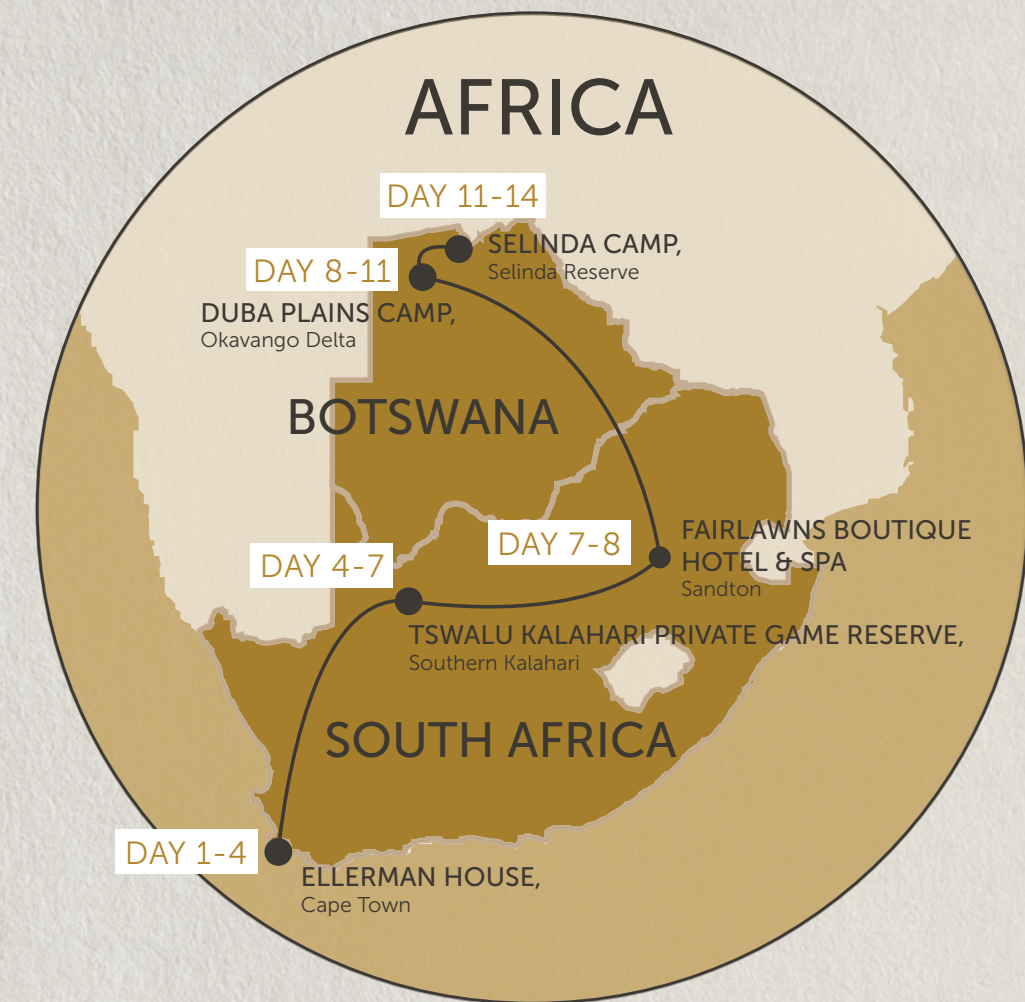 AFRICA
DAY 11-14
SELINDA CAMP,
Selinda Reserve
DAY 8-11
DUBA PLAINS CAMP,
Okavango Delta
BOTSWANA
DAY 7-8
FAIRLAWNS BOUTIQUE
HOTEL & SPA
Sandton
DAY 4-7
TSWALU KALAHARI PRIVATE GAME RESERVE,
Southern Kalahari
SOUTH AFRICA
DAY 1-4
ELLERMAN HOUSE,
Cape Town